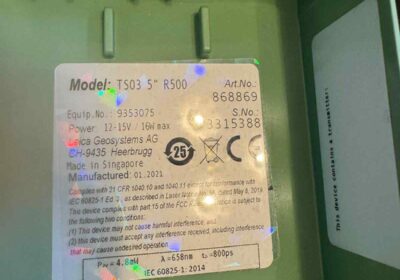 Model: TS03 5" R500
Art.No.:
868869
Equip.No.: 9353075
S.No.:
Power 12-15V / 16W max
3315388
Leica Geosystems AG
CH-9435 Heerbrugg
Made in Singapore
Manufactured: 01.2021
25
Complies with 21 CFR 1040.10 and 1040.11 except for conformance with
IEC 60825-1 Ed. 3., as described in Laser Notice No. 56, dated May 8, 2019.
This device complies with part 15 of the FCC Rules. Operation is subject to
the following two conditions:
(1) This device may not cause harmful interference, and
(2) this device must accept any interference received, including interference
that may cause undesired operation.
4.8mW λ = 658nm 800ps
IEC 60825-1: 2014
This device contains a transmitter: